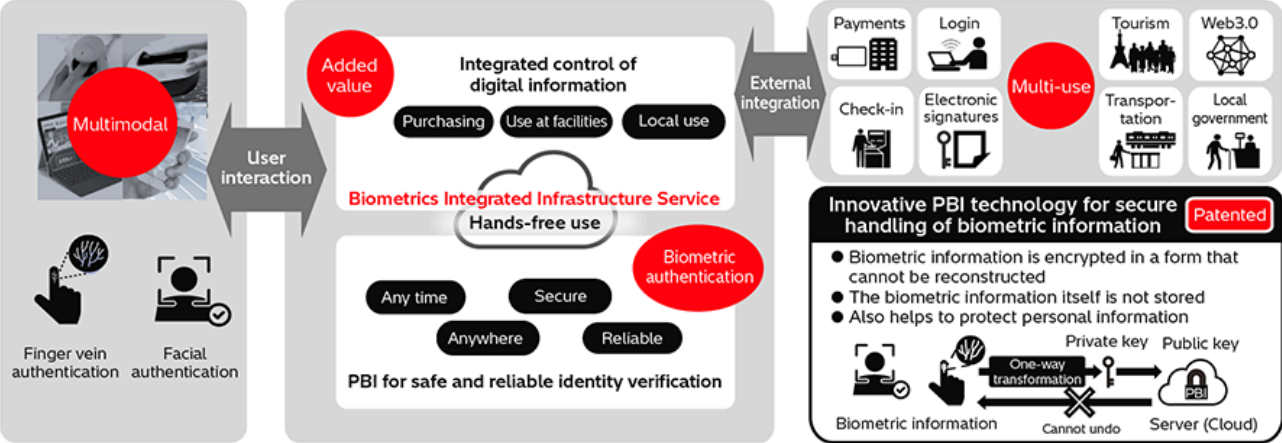 Multimodal
Finger vein
authentication
Facial
authentication
User
interaction
Added
value
Integrated control of
digital information
Purchasing
Use at facilities
Local use
Biometrics Integrated Infrastructure Service
Hands-free use
Biometric
authentication
Any time
Secure
Anywhere
Reliable
PBI for safe and reliable identity verification
External
integration
Payments
Login
Check-in
Electronic
signatures
Multi-use
Tourism
Web3.0
Transpor-
tation
Local
government
Innovative PBI technology for secure
handling of biometric information
Patented
● Biometric information is encrypted in a form that
cannot be reconstructed
● The biometric information itself is not stored
● Also helps to protect personal information
Private key
Public key
One-way
transformation
PBI
Biometric information
Cannot undo
Server (Cloud)